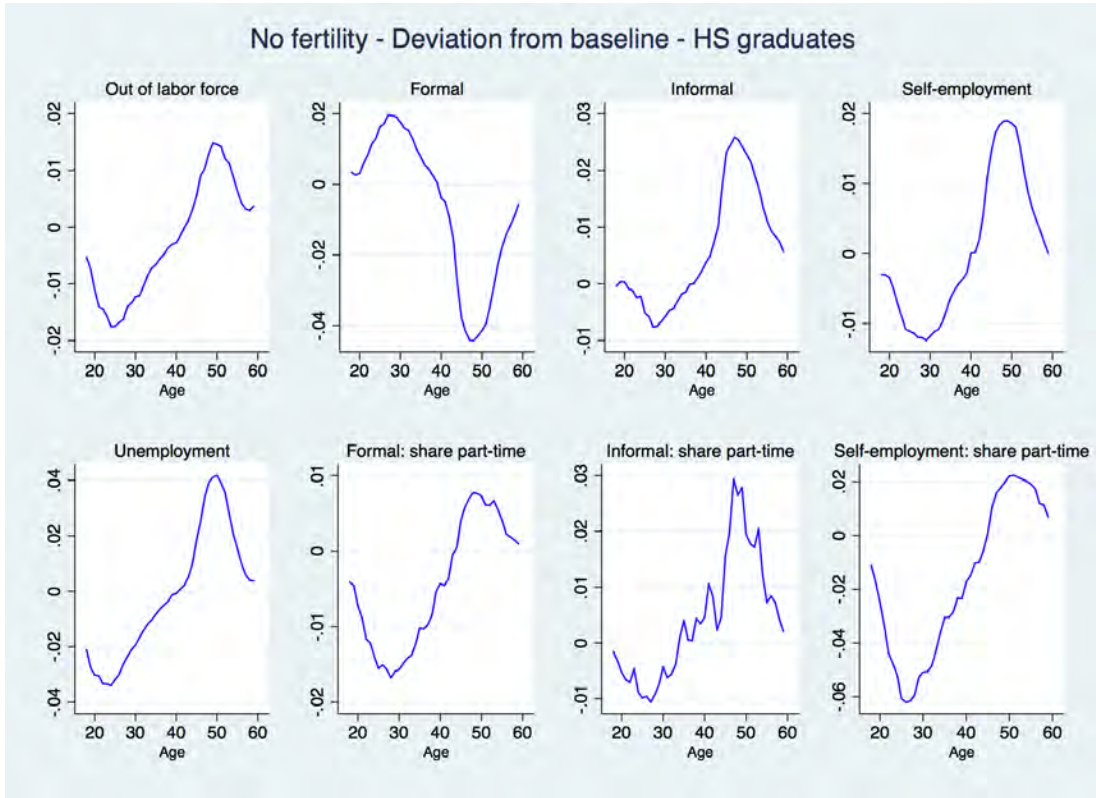 No fertility - Deviation from baseline - HS graduates
Out of labor force
.02
.01
0
-.01
-.02
20 30 40 50 60
Age
Formal
.02
0
-.02
-.04
20 30 40 50 60
Age
Informal
.03
.02
.01
0
-.01
20 30 40 50 60
Age
Self-employment
.02
.01
0
-.01
20 30 40 50 60
Age
Unemployment
.04
.02
0
-.02
-.04
20 30 40 50 60
Age
Formal: share part-time
.01
0
-.01
-.02
20 30 40 50 60
Age
Informal: share part-time
.03
.02
.01
0
-.01
20 30 40 50 60
Age
Self-employment: share part-time
.02
0
-.02
-.04
-.06
20 30 40 50 60
Age